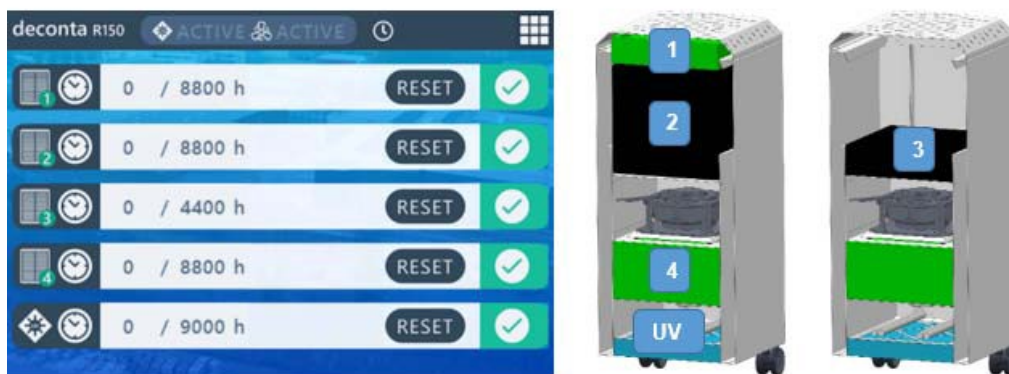 deconta R150 ACTIVE ACTIVE
1 0 / 8800 h RESET
2 0 / 8800 h RESET
3 0 / 4400 h RESET
4 0 / 8800 h RESET
0 / 9000 h RESET
1
2
4
UV
3